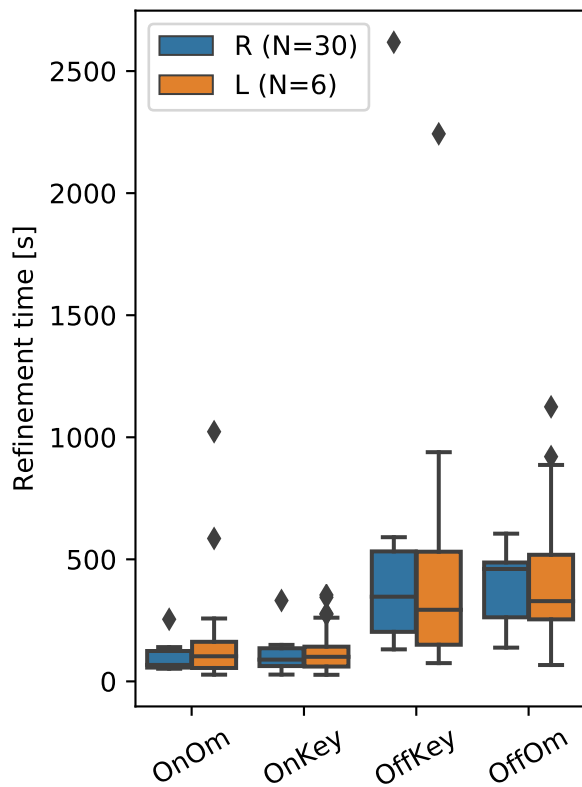 R (N=30)
L (N=6)
Refinement time [s]
2500
2000
1500
1000
500
0
OnOm
OnKey
OffKey
OffOm